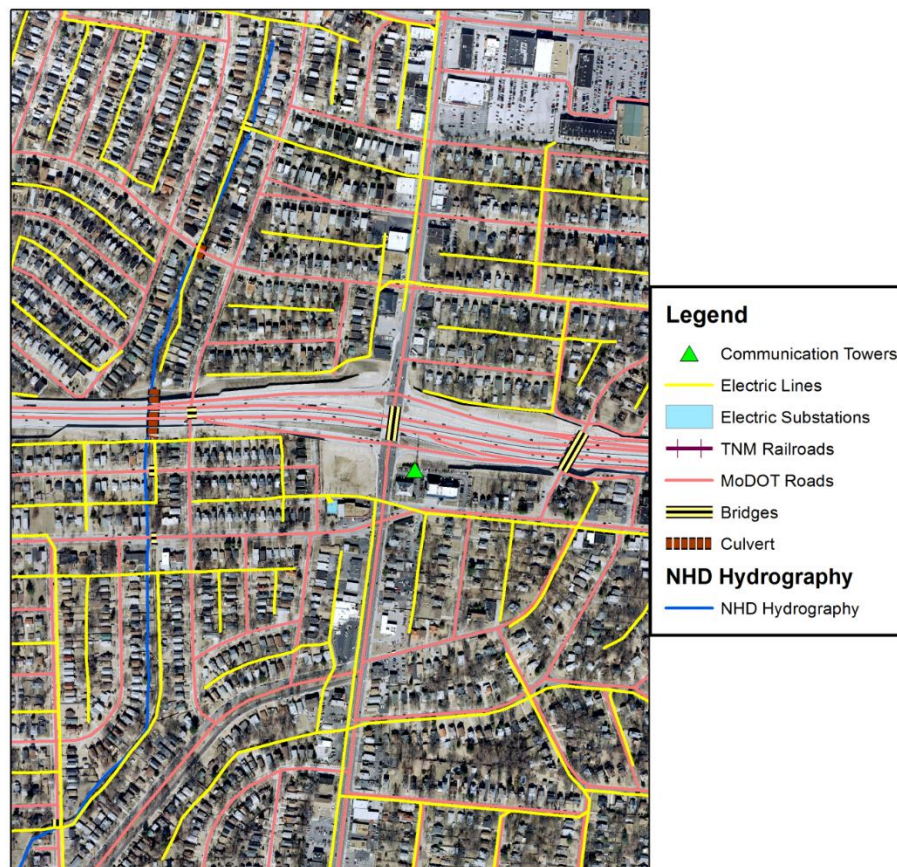 Legend
Communication Towers
Electric Lines
Electric Substations
TNM Railroads
MoDOT Roads
Bridges
Culvert
NHD Hydrography
NHD Hydrography